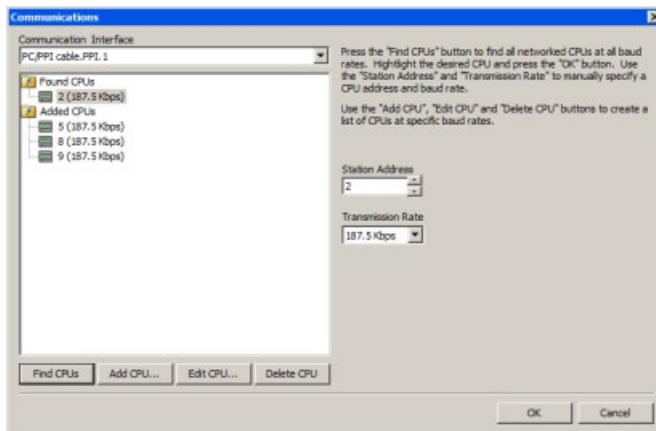 Communications
Communication Interface
PC/PPI cable.PPI.1
Found CPUs
2 (187.5 Kbps)
Added CPUs
5 (187.5 Kbps)
8 (187.5 Kbps)
9 (187.5 Kbps)
Press the "Find CPUs" button to find all networked CPUs at all baud
rates. Highlight the desired CPU and press the "OK" button. Use
the "Station Address" and "Transmission Rate" to manually specify a
CPU address and baud rate.
Use the "Add CPU", "Edit CPU" and "Delete CPU" buttons to create a
list of CPUs at specific baud rates.
Station Address
2
Transmission Rate
187.5 Kbps
Find CPUs
Add CPU...
Edit CPU...
Delete CPU
OK
Cancel